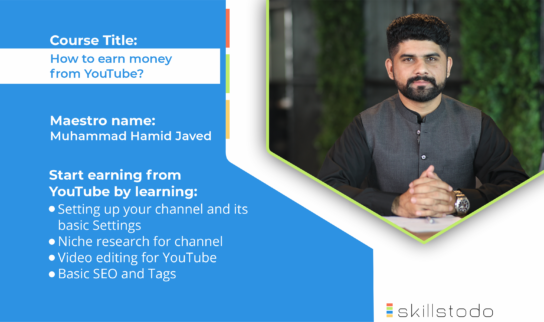 Course Title:
How to earn money
from YouTube?
Maestro name:
Muhammad Hamid Javed
Start earning from
YouTube by learning:
Setting up your channel and its
basic Settings
Niche research for channel
Video editing for YouTube
Basic SEO and Tags
skillstodo